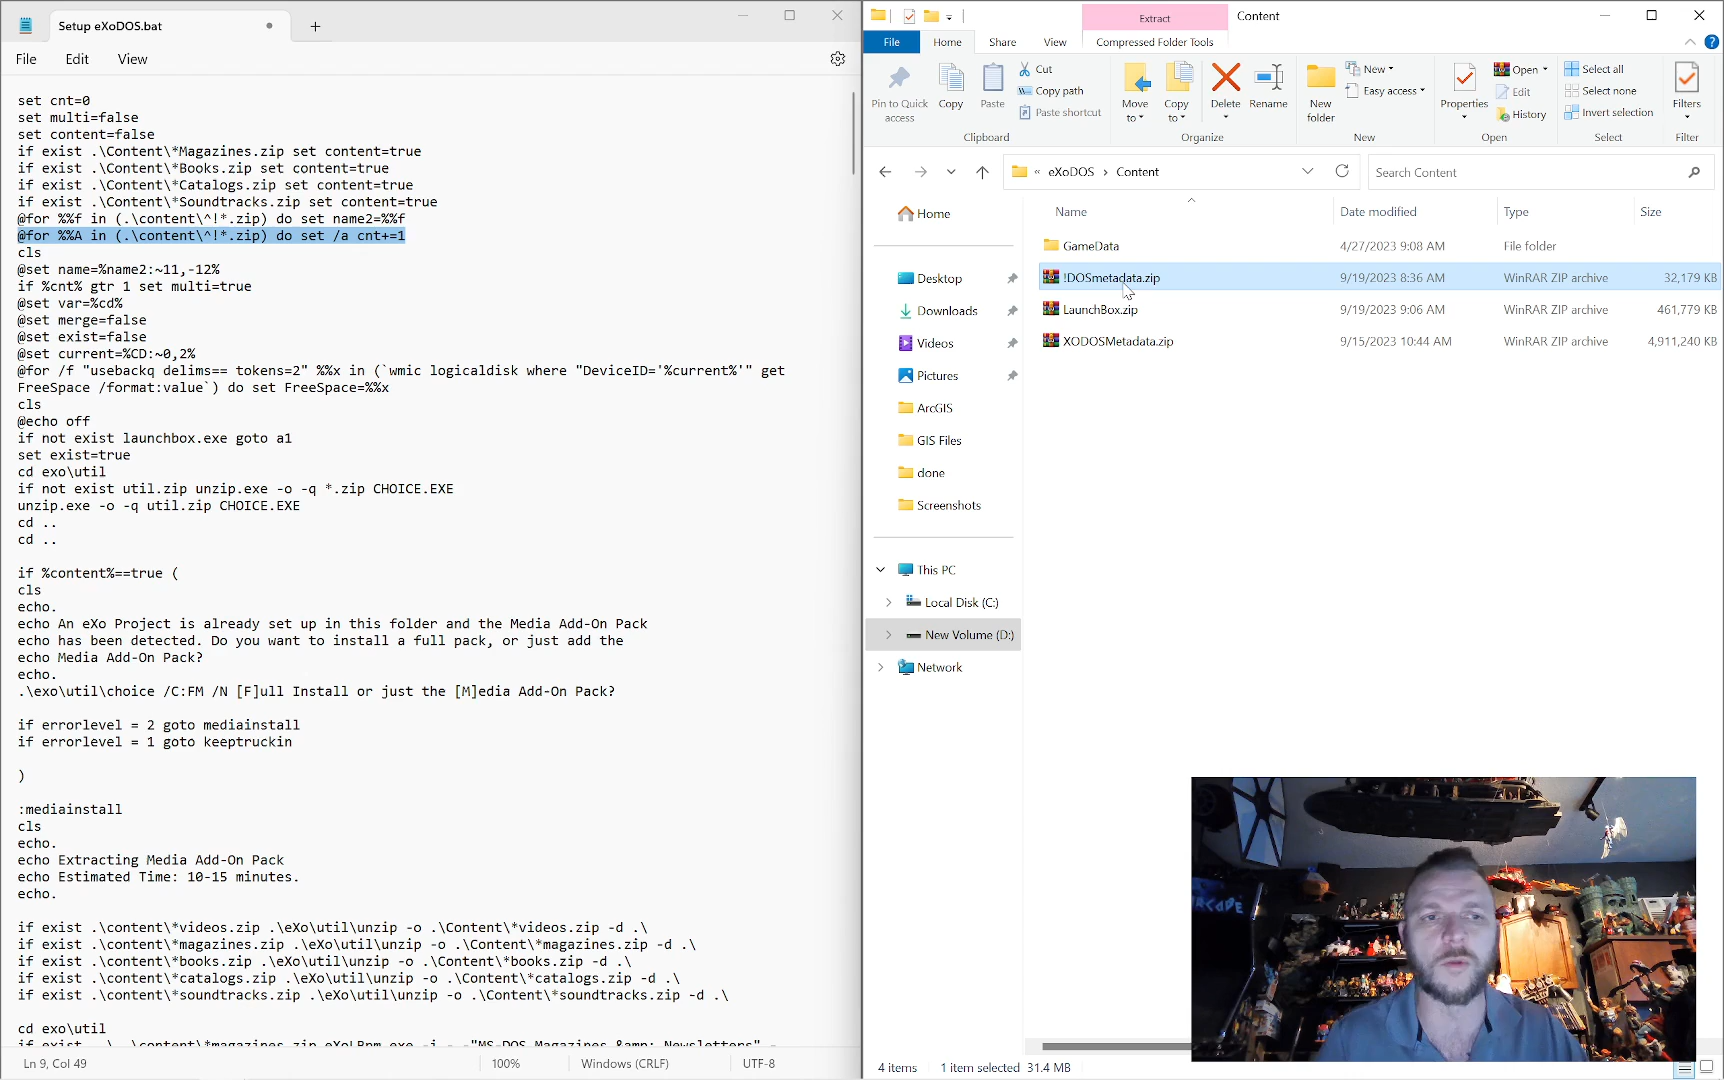 Setup eXoDOS.bat
File Edit View
set cnt=0
set multi=false
set content=false
if exist .\Content\*Magazines.zip set content=true
if exist .\Content\*Books.zip set content=true
if exist .\Content\*Catalogs.zip set content=true
if exist .\Content\*Soundtracks.zip set content=true
@for %%f in (.\content\^!*.zip) do set name2=%%f
@for %%A in (.\content\^!*.zip) do set /a cnt+=1
cls
@set name=%name2:~11,-12%
if %cnt% gtr 1 set multi=true
@set var=%cd%
@set merge=false
@set exist=false
@set current=%CD:~0,2%
@for /f "usebackq delims== tokens=2" %%x in (`wmic logicaldisk where "DeviceID='%current%'" get
FreeSpace /format:value`) do set FreeSpace=%%x
cls
@echo off
if not exist launchbox.exe goto a1
set exist=true
cd exo\util
if not exist util.zip unzip.exe -o -q *.zip CHOICE.EXE
unzip.exe -o -q util.zip CHOICE.EXE
cd ..
cd ..
if %content%==true (
cls
echo.
echo An eXo Project is already set up in this folder and the Media Add-On Pack
echo has been detected. Do you want to install a full pack, or just add the
echo Media Add-On Pack?
echo.
.\exo\util\choice /C:FM /N [F]ull Install or just the [M]edia Add-On Pack?
if errorlevel = 2 goto mediainstall
if errorlevel = 1 goto keeptruckin
)
:mediainstall
cls
echo.
echo Extracting Media Add-On Pack
echo Estimated Time: 10-15 minutes.
echo.
if exist .\content\*videos.zip .\eXo\util\unzip -o .\Content\*videos.zip -d .\
if exist .\content\*magazines.zip .\eXo\util\unzip -o .\Content\*magazines.zip -d .\
if exist .\content\*books.zip .\eXo\util\unzip -o .\Content\*books.zip -d .\
if exist .\content\*catalogs.zip .\eXo\util\unzip -o .\Content\*catalogs.zip -d .\
if exist .\content\*soundtracks.zip .\eXo\util\unzip -o .\Content\*soundtracks.zip -d .\
cd exo\util
Ln 9, Col 49 100% Windows (CRLF) UTF-8
Extract Content
File Home Share View Compressed Folder Tools
Pin to Quick access
Copy
Paste
Cut
Copy path
Paste shortcut
Clipboard
Move to
Copy to
Delete
Rename
Organize
New folder
New
Easy access
New
Properties
Open
Edit
History
Open
Select all
Select none
Invert selection
Select
Filters
Filter
« eXoDOS › Content
Search Content
Name Date modified Type Size
GameData 4/27/2023 9:08 AM File folder
!DOSmetadata.zip 9/19/2023 8:36 AM WinRAR ZIP archive 32,179 KB
LaunchBox.zip 9/19/2023 9:06 AM WinRAR ZIP archive 461,779 KB
XODOSMetadata.zip 9/15/2023 10:44 AM WinRAR ZIP archive 4,911,240 KB
Home
Desktop
Downloads
Videos
Pictures
ArcGIS
GIS Files
done
Screenshots
This PC
Local Disk (C:)
New Volume (D:)
Network
4 items 1 item selected 31.4 MB